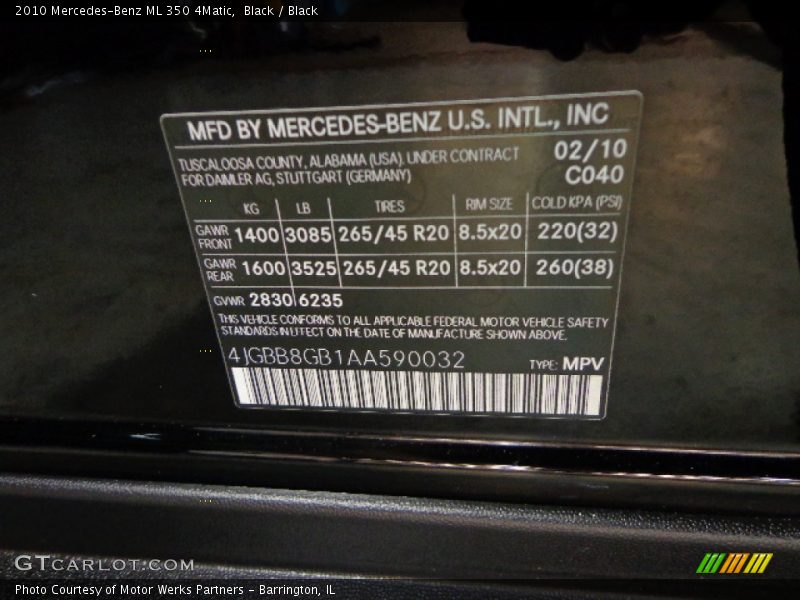 2010 Mercedes-Benz ML 350 4Matic, Black / Black
MFD BY MERCEDES-BENZ U.S. INTL., INC
TUSCALOOSA COUNTY, ALABAMA (USA). UNDER CONTRACT 02/10
FOR DAIMLER AG, STUTTGART (GERMANY) C040
KG LB TIRES RIM SIZE COLD KPA (PSI)
GAWR FRONT 1400 3085 265/45 R20 8.5x20 220(32)
GAWR REAR 1600 3525 265/45 R20 8.5x20 260(38)
GVWR 2830 6235
THIS VEHICLE CONFORMS TO ALL APPLICABLE FEDERAL MOTOR VEHICLE SAFETY
STANDARDS IN EFFECT ON THE DATE OF MANUFACTURE SHOWN ABOVE.
4JGBB8GB1AA590032 TYPE: MPV
GTCARLOT.COM
Photo Courtesy of Motor Werks Partners - Barrington, IL